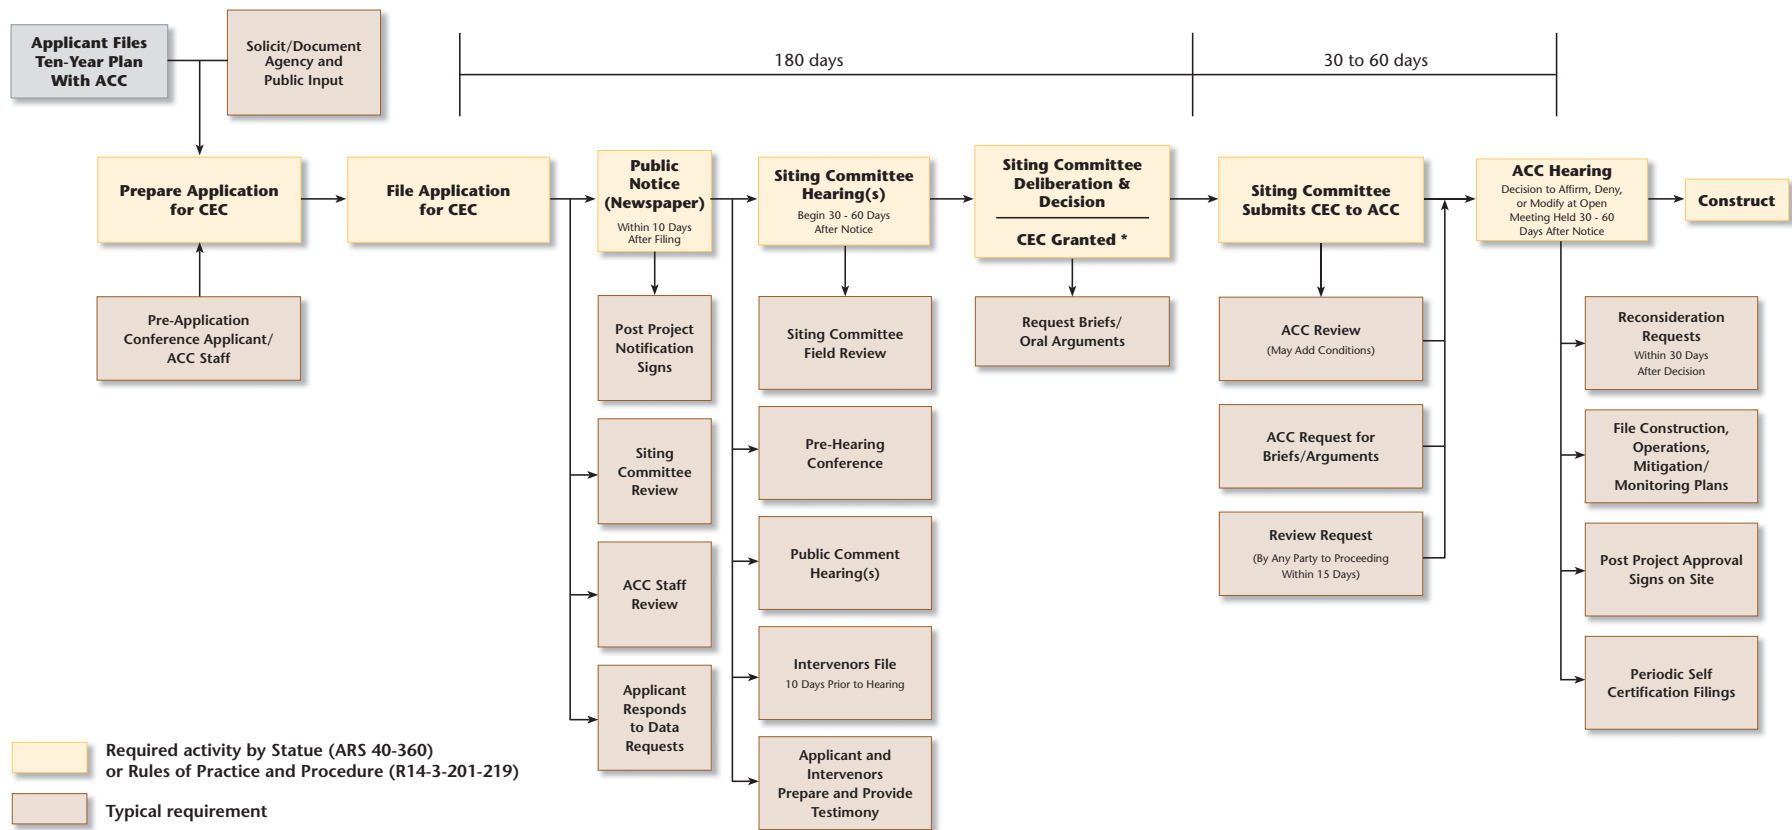 Applicant Files
Ten-Year Plan
With ACC
Solicit/Document
Agency and
Public Input
180 days
30 to 60 days
Prepare Application
for CEC
File Application
for CEC
Public
Notice
(Newspaper)
Within 10 Days
After Filing
Siting Committee
Hearing(s)
Begin 30 - 60 Days
After Notice
Siting Committee
Deliberation &
Decision
CEC Granted *
Siting Committee
Submits CEC to ACC
ACC Hearing
Decision to Affirm, Deny,
or Modify at Open
Meeting Held 30 - 60
Days After Notice
Construct
Pre-Application
Conference Applicant/
ACC Staff
Post Project
Notification
Signs
Siting
Committee
Review
ACC Staff
Review
Applicant
Responds
to Data
Requests
Siting Committee
Field Review
Pre-Hearing
Conference
Public Comment
Hearing(s)
Intervenors File
10 Days Prior to Hearing
Applicant and
Intervenors
Prepare and Provide
Testimony
Request Briefs/
Oral Arguments
ACC Review
(May Add Conditions)
ACC Request for
Briefs/Arguments
Review Request
(By Any Party to Proceeding
Within 15 Days)
Reconsideration
Requests
Within 30 Days
After Decision
File Construction,
Operations,
Mitigation/
Monitoring Plans
Post Project Approval
Signs on Site
Periodic Self
Certification Filings
Required activity by Statue (ARS 40-360)
or Rules of Practice and Procedure (R14-3-201-219)
Typical requirement